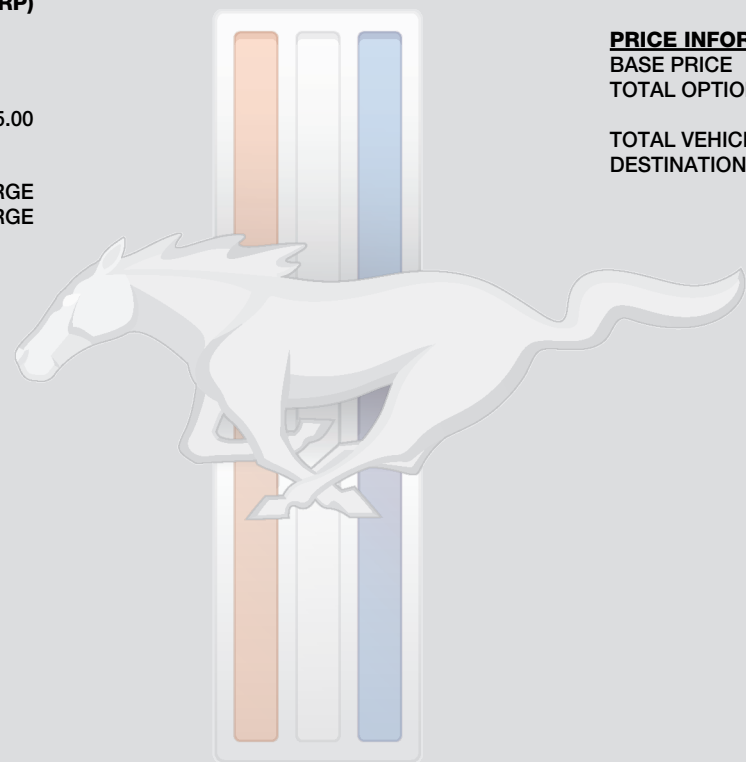 RP)
5.00
RGE
RGE
PRICE INFOR
BASE PRICE
TOTAL OPTIO
TOTAL VEHICL
DESTINATION